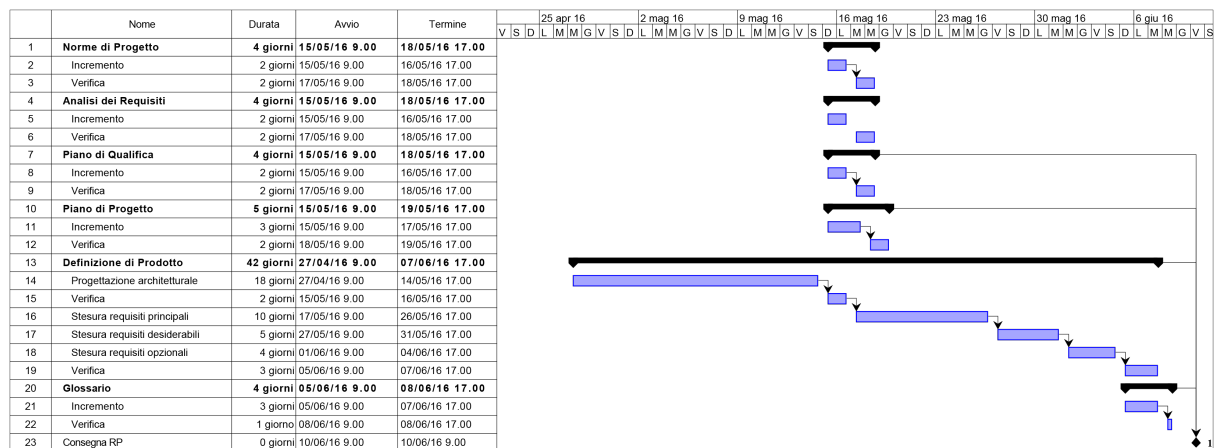 Nome Durata Avvio Termine
25 apr 16 2 mag 16 9 mag 16 16 mag 16 23 mag 16 30 mag 16 6 giu 16
V S D L M M G V S D L M M G V S D L M M G V S D L M M G V S D L M M G V S D L M M G V S D L M M G V S
1 Norme di Progetto 4 giorni 15/05/16 9.00 18/05/16 17.00
2 Incremento 2 giorni 15/05/16 9.00 16/05/16 17.00
3 Verifica 2 giorni 17/05/16 9.00 18/05/16 17.00
4 Analisi dei Requisiti 4 giorni 15/05/16 9.00 18/05/16 17.00
5 Incremento 2 giorni 15/05/16 9.00 16/05/16 17.00
6 Verifica 2 giorni 17/05/16 9.00 18/05/16 17.00
7 Piano di Qualifica 4 giorni 15/05/16 9.00 18/05/16 17.00
8 Incremento 2 giorni 15/05/16 9.00 16/05/16 17.00
9 Verifica 2 giorni 17/05/16 9.00 18/05/16 17.00
10 Piano di Progetto 5 giorni 15/05/16 9.00 19/05/16 17.00
11 Incremento 3 giorni 15/05/16 9.00 17/05/16 17.00
12 Verifica 2 giorni 18/05/16 9.00 19/05/16 17.00
13 Definizione di Prodotto 42 giorni 27/04/16 9.00 07/06/16 17.00
14 Progettazione architetturale 18 giorni 27/04/16 9.00 14/05/16 17.00
15 Verifica 2 giorni 15/05/16 9.00 16/05/16 17.00
16 Stesura requisiti principali 10 giorni 17/05/16 9.00 26/05/16 17.00
17 Stesura requisiti desiderabili 5 giorni 27/05/16 9.00 31/05/16 17.00
18 Stesura requisiti opzionali 4 giorni 01/06/16 9.00 04/06/16 17.00
19 Verifica 3 giorni 05/06/16 9.00 07/06/16 17.00
20 Glossario 4 giorni 05/06/16 9.00 08/06/16 17.00
21 Incremento 3 giorni 05/06/16 9.00 07/06/16 17.00
22 Verifica 1 giorno 08/06/16 9.00 08/06/16 17.00
23 Consegna RP 0 giorni 10/06/16 9.00 10/06/16 9.00